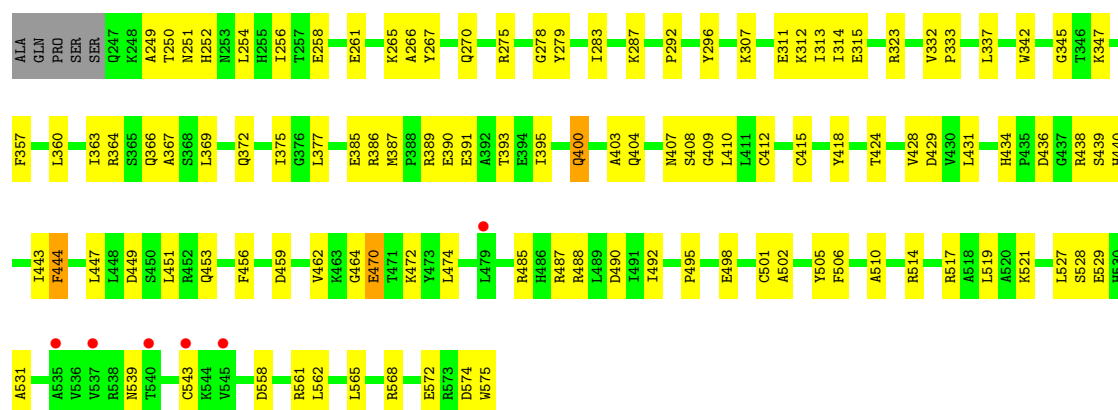 ALA GLN PRO SER SER Q247 K248 A249 T250 N251 H252 N253 L254 H255 I256 T257 E258 E261 K265 A266 Y267 Q270 R275 G278 Y279 I283 K287 P292 Y296 K307 E311 K312 I313 I314 E315 R323 V332 P333 L337 W342 G345 T346 K347
F357 L360 I363 R364 S365 Q366 A367 S368 L369 Q372 I375 G376 L377 E385 R386 M387 P388 R389 E390 E391 A392 T393 E394 I395 Q400 A403 Q404 N407 S408 G409 L410 L411 C412 C415 Y418 T424 V428 D429 V430 L431 H434 P435 D436 G437 R438 S439 H440
I443 F444 L447 L448 D449 S450 L451 R452 Q453 F456 D459 V462 K463 G464 E470 T471 K472 Y473 L474 L479 R485 H486 R487 R488 L489 D490 I491 I492 P495 E498 C501 A502 Y505 F506 A510 R514 R517 A518 L519 A520 K521 L527 S528 E529 H530
A531 A535 V536 V537 R538 N539 T540 C543 K544 V545 D558 R561 L562 L565 R568 E572 R573 D574 W575